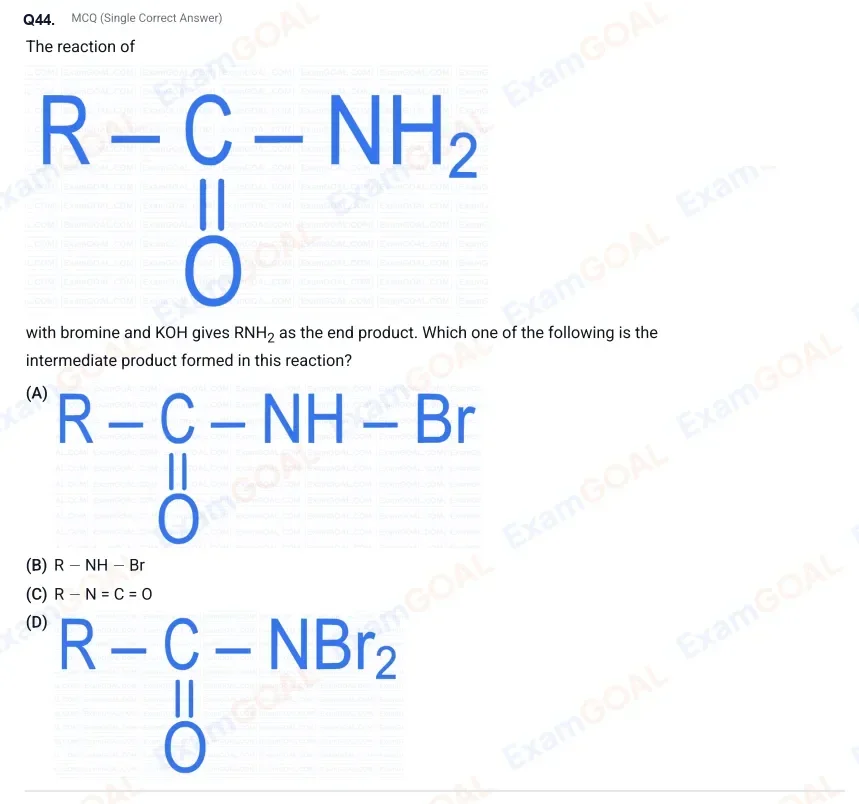 Q44. MCQ (Single Correct Answer)
The reaction of
R – C – NH₂
||
O
with bromine and KOH gives RNH₂ as the end product. Which one of the following is the
intermediate product formed in this reaction?
(A) R – C – NH – Br
||
O
(B) R – NH – Br
(C) R – N = C = O
(D) R – C – NBr₂
||
O
ExamGOAL